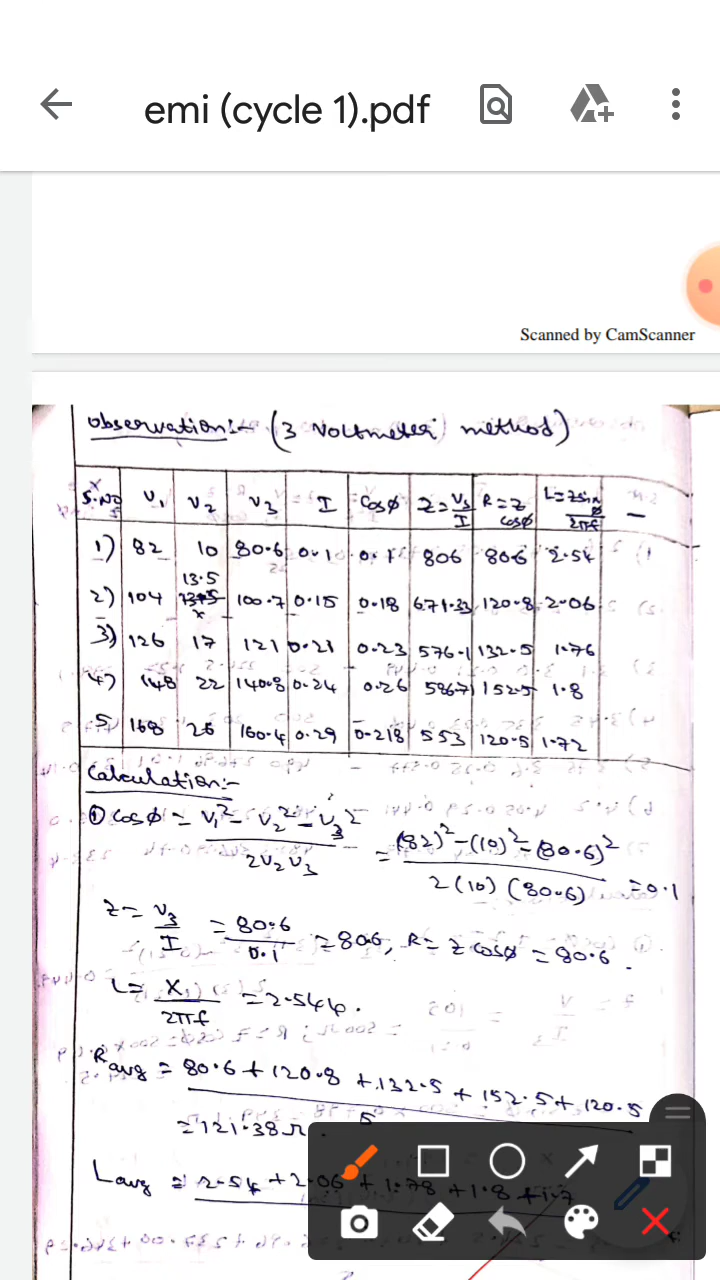 emi (cycle 1).pdf
Scanned by CamScanner
Observation:- (3 Voltmeter method)
S.No V₁ V₂ V₃ I Cosϕ Z=V₃/I R=Z cosϕ L=Zsinϕ/2πf
1) 82 10 80.6 0.1 0.1 806 80.6 2.54
2) 104 13.5 100.7 0.15 0.18 671.33 120.8 2.06
3) 126 17 121 0.21 0.23 576.1 132.5 1.76
4) 148 22 140.8 0.24 0.26 586.7 152.5 1.8
5 168 26 160.4 0.29 0.218 553 120.5 1.72
Calculation:-
① Cosϕ = V₁² - V₂² - V₃² / 2V₂V₃ = (82)² - (10)² - (80.6)² / 2(10)(80.6) = 0.1
Z = V₃/I = 80.6/0.1 = 806, R = Z cosϕ = 80.6.
L = X₁/2πf = 2.544.
R avg = 80.6 + 120.8 + 132.5 + 152.5 + 120.5 / 5
= 121.38 Ω.
L avg = 2.54 + 2.06 + 1.78 + 1.8 + 1.7